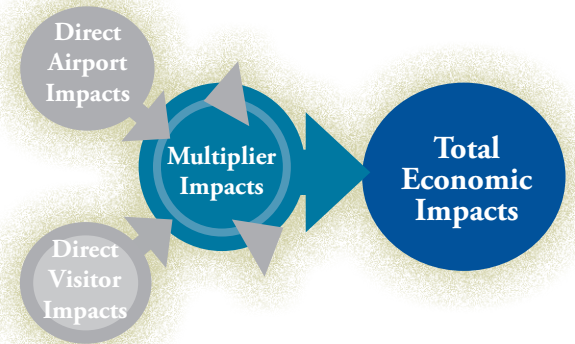 Direct
Airport
Impacts
Multiplier
Impacts
Total
Economic
Impacts
Direct
Visitor
Impacts